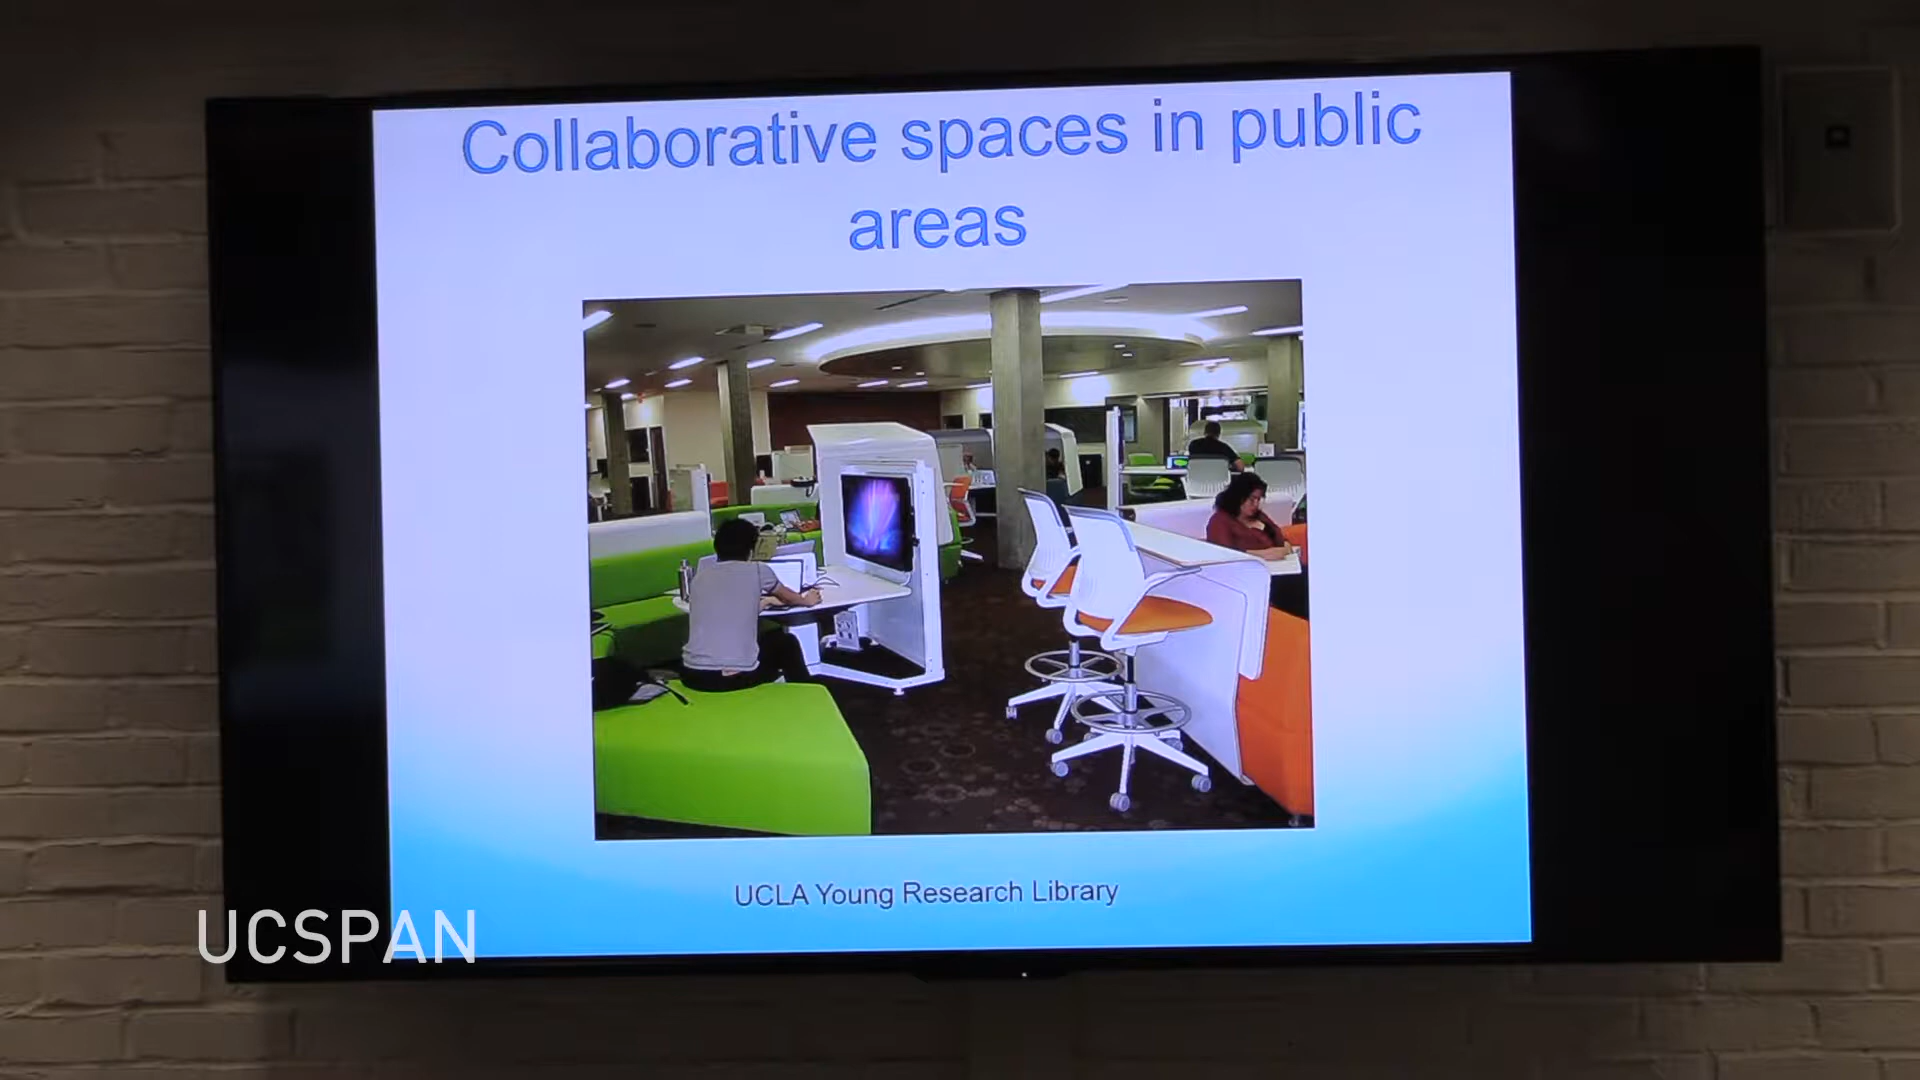 Collaborative spaces in public
areas
UCLA Young Research Library
UCSPAN